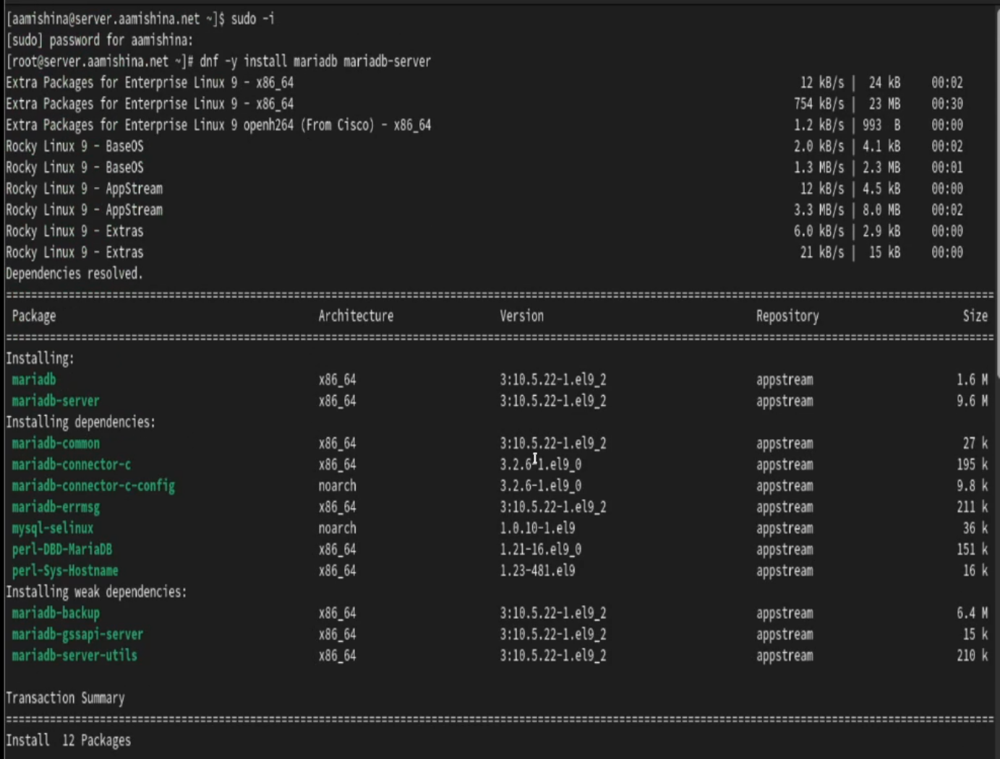 [aamishina@server.aamishina.net ~]$ sudo -i
[sudo] password for aamishina:
[root@server.aamishina.net ~]# dnf -y install mariadb mariadb-server
Extra Packages for Enterprise Linux 9 - x86_64 12 kB/s | 24 kB 00:02
Extra Packages for Enterprise Linux 9 - x86_64 754 kB/s | 23 MB 00:30
Extra Packages for Enterprise Linux 9 openh264 (From Cisco) - x86_64 1.2 kB/s | 993 B 00:00
Rocky Linux 9 - BaseOS 2.0 kB/s | 4.1 kB 00:02
Rocky Linux 9 - BaseOS 1.3 MB/s | 2.3 MB 00:01
Rocky Linux 9 - AppStream 12 kB/s | 4.5 kB 00:00
Rocky Linux 9 - AppStream 3.3 MB/s | 8.0 MB 00:02
Rocky Linux 9 - Extras 6.0 kB/s | 2.9 kB 00:00
Rocky Linux 9 - Extras 21 kB/s | 15 kB 00:00
Dependencies resolved.
Package Architecture Version Repository Size
Installing:
mariadb x86_64 3:10.5.22-1.el9_2 appstream 1.6 M
mariadb-server x86_64 3:10.5.22-1.el9_2 appstream 9.6 M
Installing dependencies:
mariadb-common x86_64 3:10.5.22-1.el9_2 appstream 27 k
mariadb-connector-c x86_64 3.2.6-1.el9_0 appstream 195 k
mariadb-connector-c-config noarch 3.2.6-1.el9_0 appstream 9.8 k
mariadb-errmsg x86_64 3:10.5.22-1.el9_2 appstream 211 k
mysql-selinux noarch 1.0.10-1.el9 appstream 36 k
perl-DBD-MariaDB x86_64 1.21-16.el9_0 appstream 151 k
perl-Sys-Hostname x86_64 1.23-481.el9 appstream 16 k
Installing weak dependencies:
mariadb-backup x86_64 3:10.5.22-1.el9_2 appstream 6.4 M
mariadb-gssapi-server x86_64 3:10.5.22-1.el9_2 appstream 15 k
mariadb-server-utils x86_64 3:10.5.22-1.el9_2 appstream 210 k
Transaction Summary
Install 12 Packages